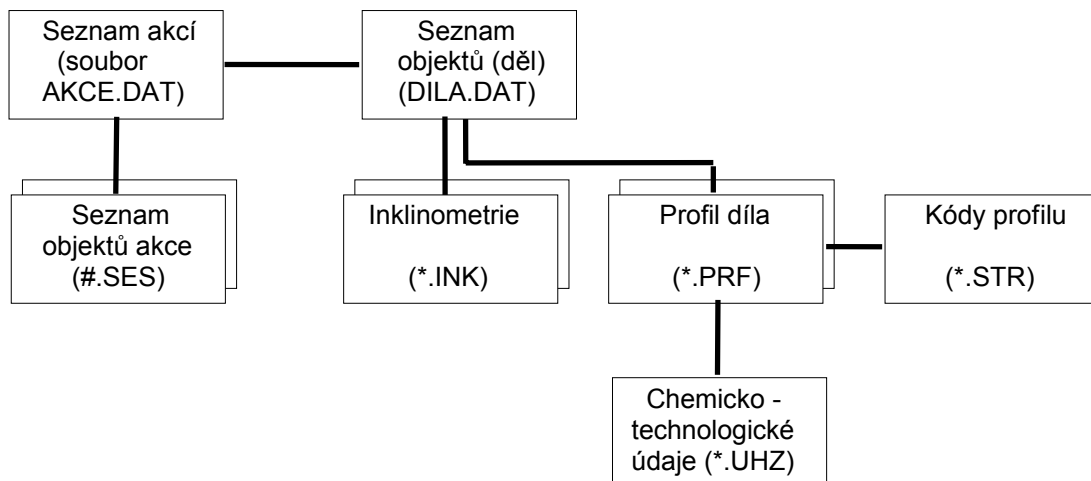 Seznam akcí
(soubor
AKCE.DAT)
Seznam
objektů (děl)
(DILA.DAT)
Seznam
objektů akce
(#.SES)
Inklinometrie
(*.INK)
Profil díla
(*.PRF)
Kódy profilu
(*.STR)
Chemicko -
technologické
údaje (*.UHZ)